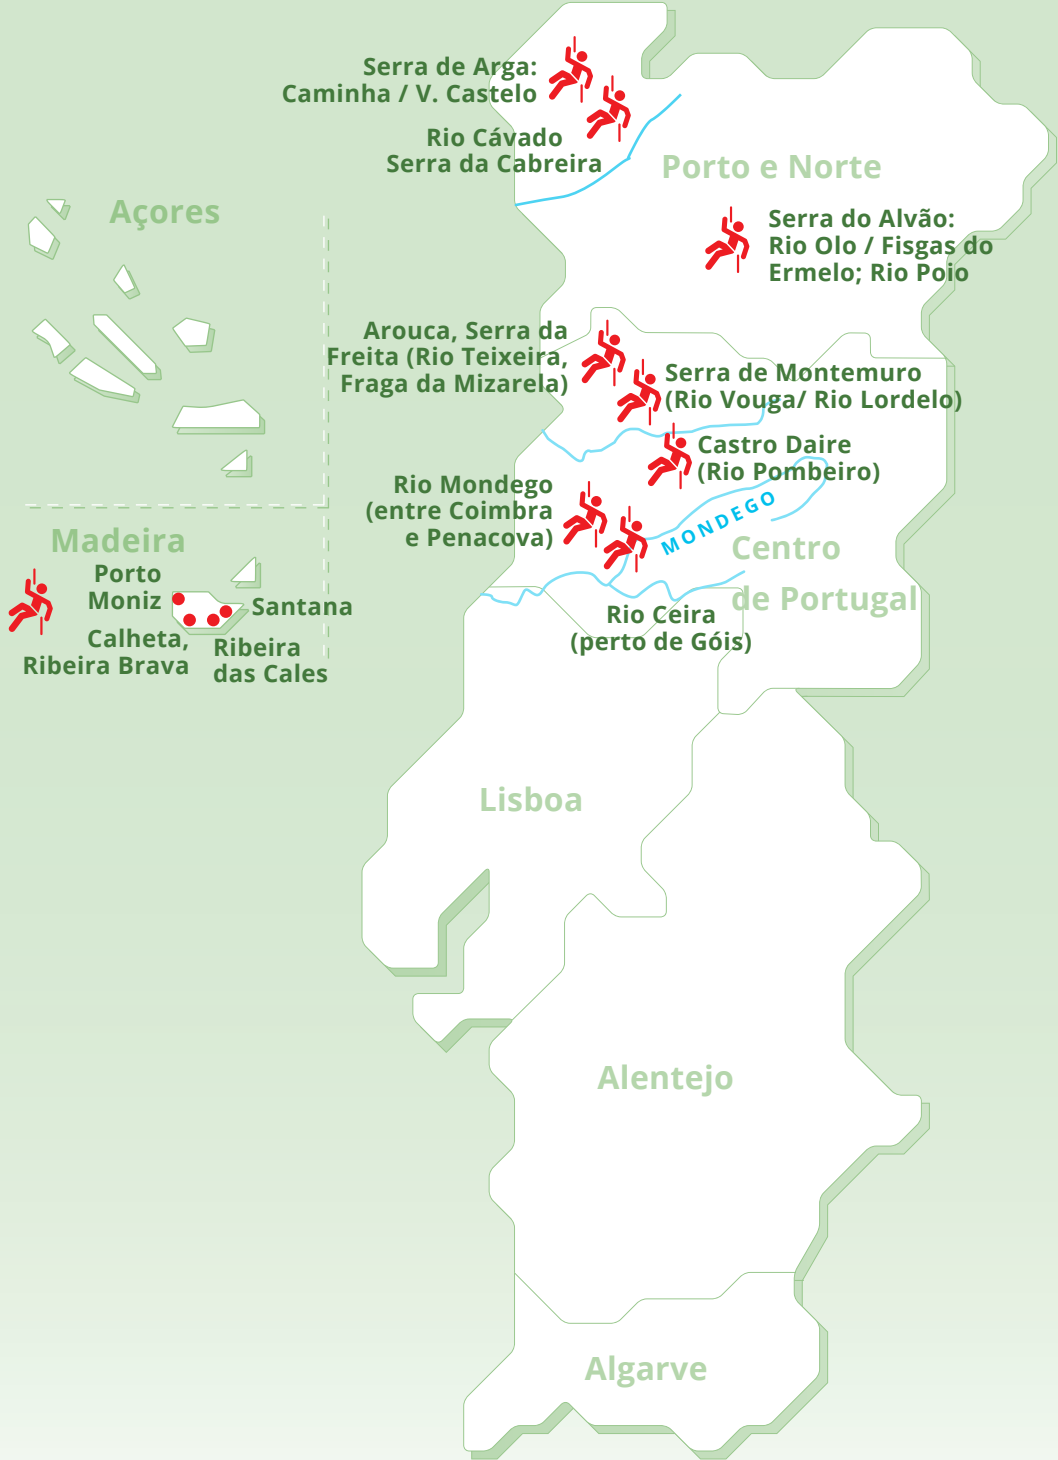 Serra de Arga:
Caminha / V. Castelo
Rio Cávado
Serra da Cabreira
Porto e Norte
Açores
Serra do Alvão:
Rio Olo / Fisgas do
Ermelo; Rio Poio
Arouca, Serra da
Freita (Rio Teixeira,
Fraga da Mizarela)
Serra de Montemuro
(Rio Vouga/ Rio Lordelo)
Castro Daire
(Rio Pombeiro)
Rio Mondego
(entre Coimbra
e Penacova)
MONDEGO
Centro
de Portugal
Madeira
Porto
Moniz
Santana
Calheta,
Ribeira Brava
Ribeira
das Cales
Rio Ceira
(perto de Góis)
Lisboa
Alentejo
Algarve